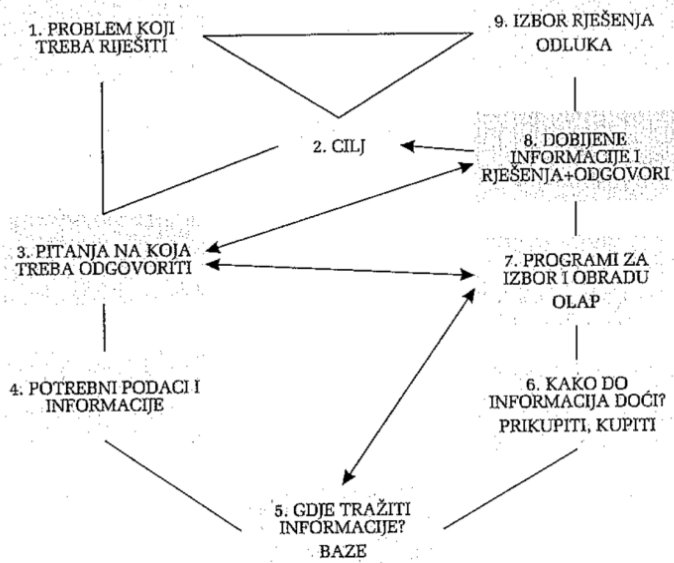 1. PROBLEM KOJI
TREBA RIJEŠITI
9. IZBOR RJEŠENJA
ODLUKA
2. CILJ
8. DOBIJENE
INFORMACIJE I
RJEŠENJA+ODGOVORI
3. PITANJA NA KOJA
TREBA ODGOVORITI
7. PROGRAMI ZA
IZBOR I OBRADU
OLAP
4. POTREBNI PODACI I
INFORMACIJE
6. KAKO DO
INFORMACIJA DOĆI?
PRIKUPITI, KUPITI
5. GDJE TRAŽITI
INFORMACIJE?
BAZE